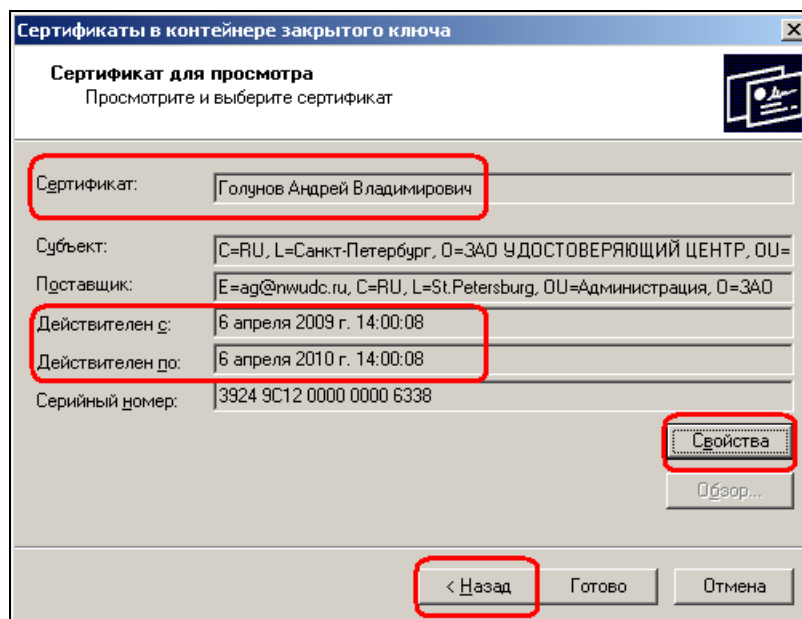 Сертификаты в контейнере закрытого ключа
Сертификат для просмотра
Просмотрите и выберите сертификат
Сертификат: Голунов Андрей Владимирович
Субъект: C=RU, L=Санкт-Петербург, O=ЗАО УДОСТОВЕРЯЮЩИЙ ЦЕНТР, OU=
Поставщик: E=ag@nwudc.ru, C=RU, L=St.Petersburg, OU=Администрация, O=ЗАО
Действителен с: 6 апреля 2009 г. 14:00:08
Действителен по: 6 апреля 2010 г. 14:00:08
Серийный номер: 3924 9C12 0000 0000 6338
Свойства
Обзор...
< Назад Готово Отмена